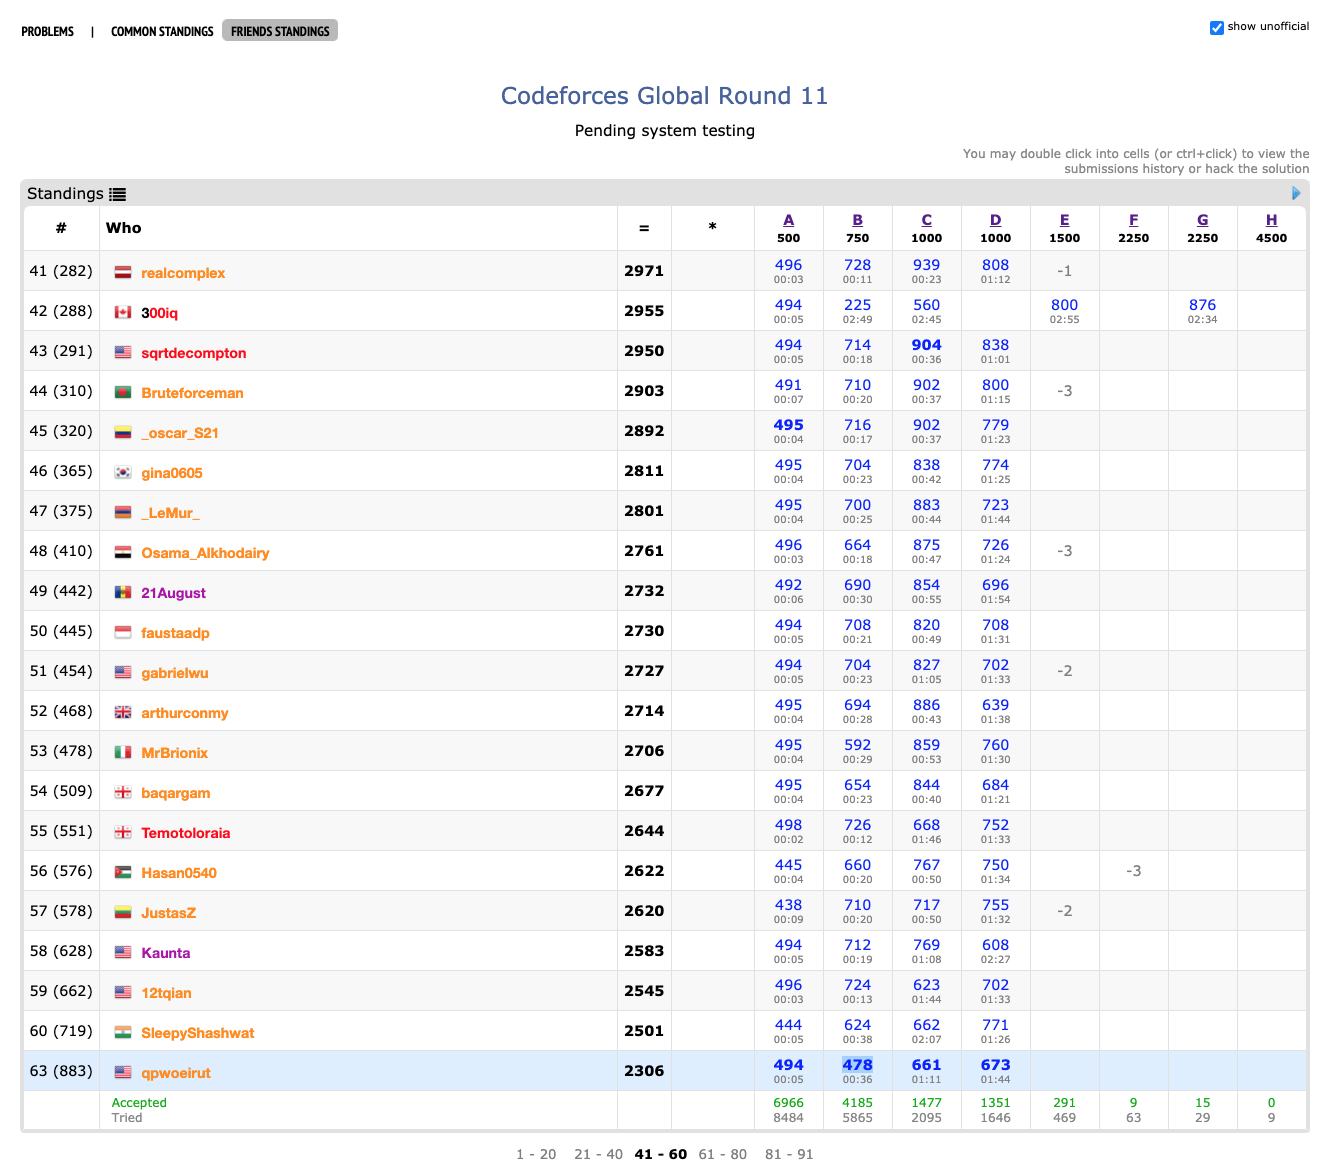 PROBLEMS | COMMON STANDINGS FRIENDS STANDINGS show unofficial
Codeforces Global Round 11
Pending system testing
You may double click into cells (or ctrl+click) to view the
submissions history or hack the solution
Standings
# Who = * A B C D E F G H
500 750 1000 1000 1500 2250 2250 4500
41 (282) realcomplex 2971 496 728 939 808 -1
00:03 00:11 00:23 01:12
42 (288) 300iq 2955 494 225 560 800 876
00:05 02:49 02:45 02:55 02:34
43 (291) sqrtdecompton 2950 494 714 904 838
00:05 00:18 00:36 01:01
44 (310) Bruteforceman 2903 491 710 902 800 -3
00:07 00:20 00:37 01:15
45 (320) _oscar_S21 2892 495 716 902 779
00:04 00:17 00:37 01:23
46 (365) gina0605 2811 495 704 838 774
00:04 00:23 00:42 01:25
47 (375) _LeMur_ 2801 495 700 883 723
00:04 00:25 00:44 01:44
48 (410) Osama_Alkhodairy 2761 496 664 875 726 -3
00:03 00:18 00:47 01:24
49 (442) 21August 2732 492 690 854 696
00:06 00:30 00:55 01:54
50 (445) faustaadp 2730 494 708 820 708
00:05 00:21 00:49 01:31
51 (454) gabrielwu 2727 494 704 827 702 -2
00:05 00:23 01:05 01:33
52 (468) arthurconmy 2714 495 694 886 639
00:04 00:28 00:43 01:38
53 (478) MrBrionix 2706 495 592 859 760
00:04 00:29 00:53 01:30
54 (509) baqargam 2677 495 654 844 684
00:04 00:23 00:40 01:21
55 (551) Temotoloraia 2644 498 726 668 752
00:02 00:12 01:46 01:33
56 (576) Hasan0540 2622 445 660 767 750 -3
00:04 00:20 00:50 01:34
57 (578) JustasZ 2620 438 710 717 755 -2
00:09 00:20 00:50 01:32
58 (628) Kaunta 2583 494 712 769 608
00:05 00:19 01:08 02:27
59 (662) 12tqian 2545 496 724 623 702
00:03 00:13 01:44 01:33
60 (719) SleepyShashwat 2501 444 624 662 771
00:05 00:38 02:07 01:26
63 (883) qpwoeirut 2306 494 478 661 673
00:05 00:36 01:11 01:44
Accepted 6966 4185 1477 1351 291 9 15 0
Tried 8484 5865 2095 1646 469 63 29 9
1 - 20 21 - 40 41 - 60 61 - 80 81 - 91